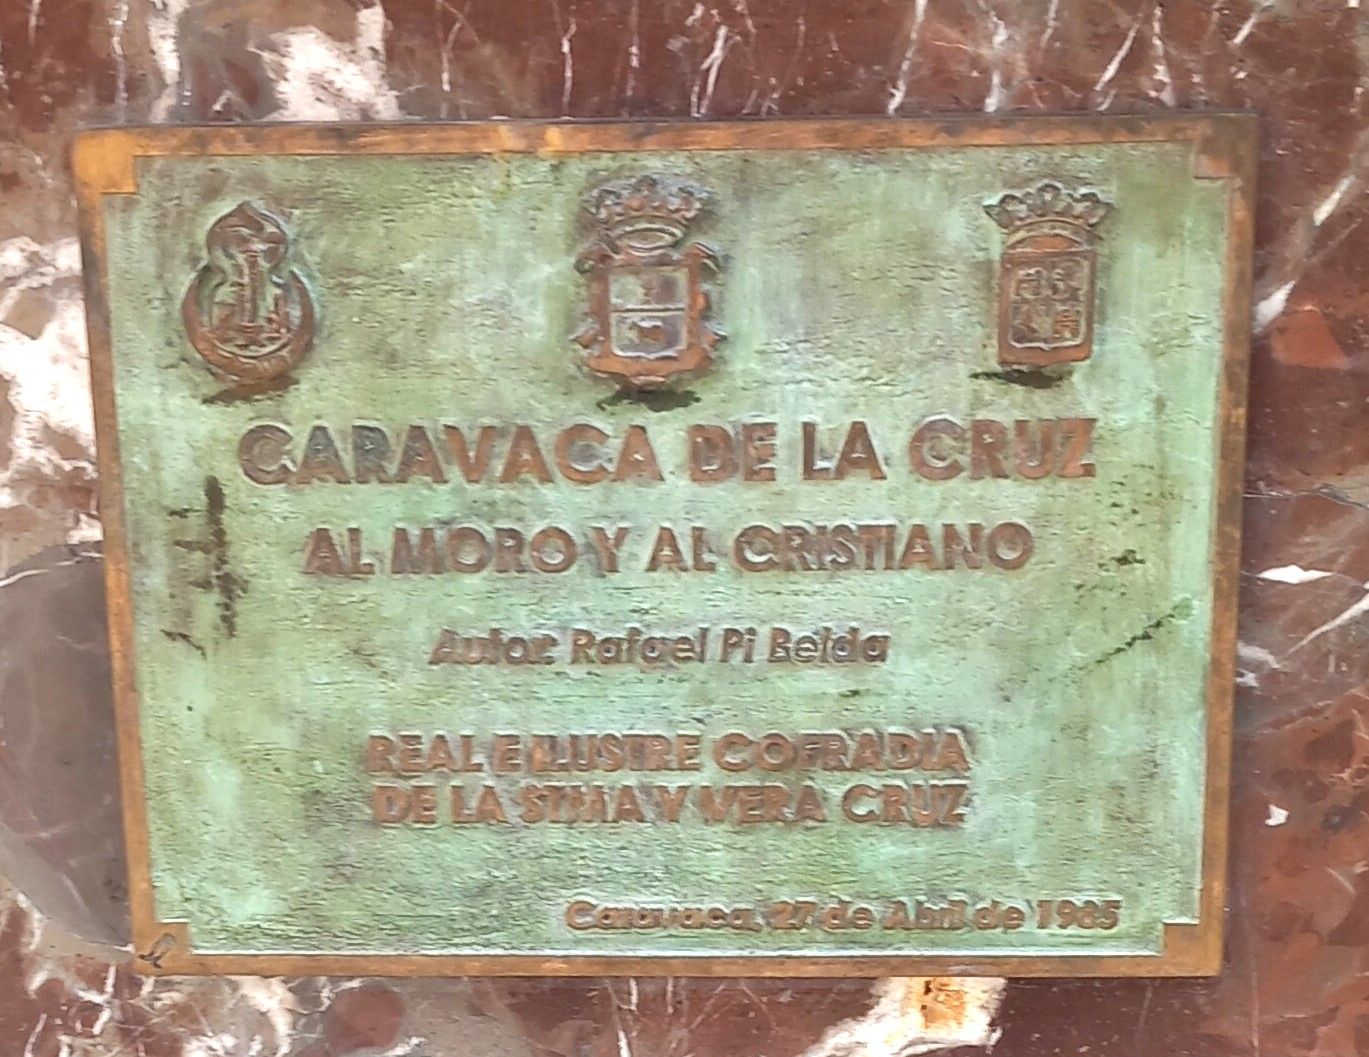 CARAVACA DE LA CRUZ
AL MORO Y AL CRISTIANO
Autor: Rafael Pi Belda
REAL E ILUSTRE COFRADIA
DE LA STMA Y VERA CRUZ
Caravaca, 27 de Abril de 1985